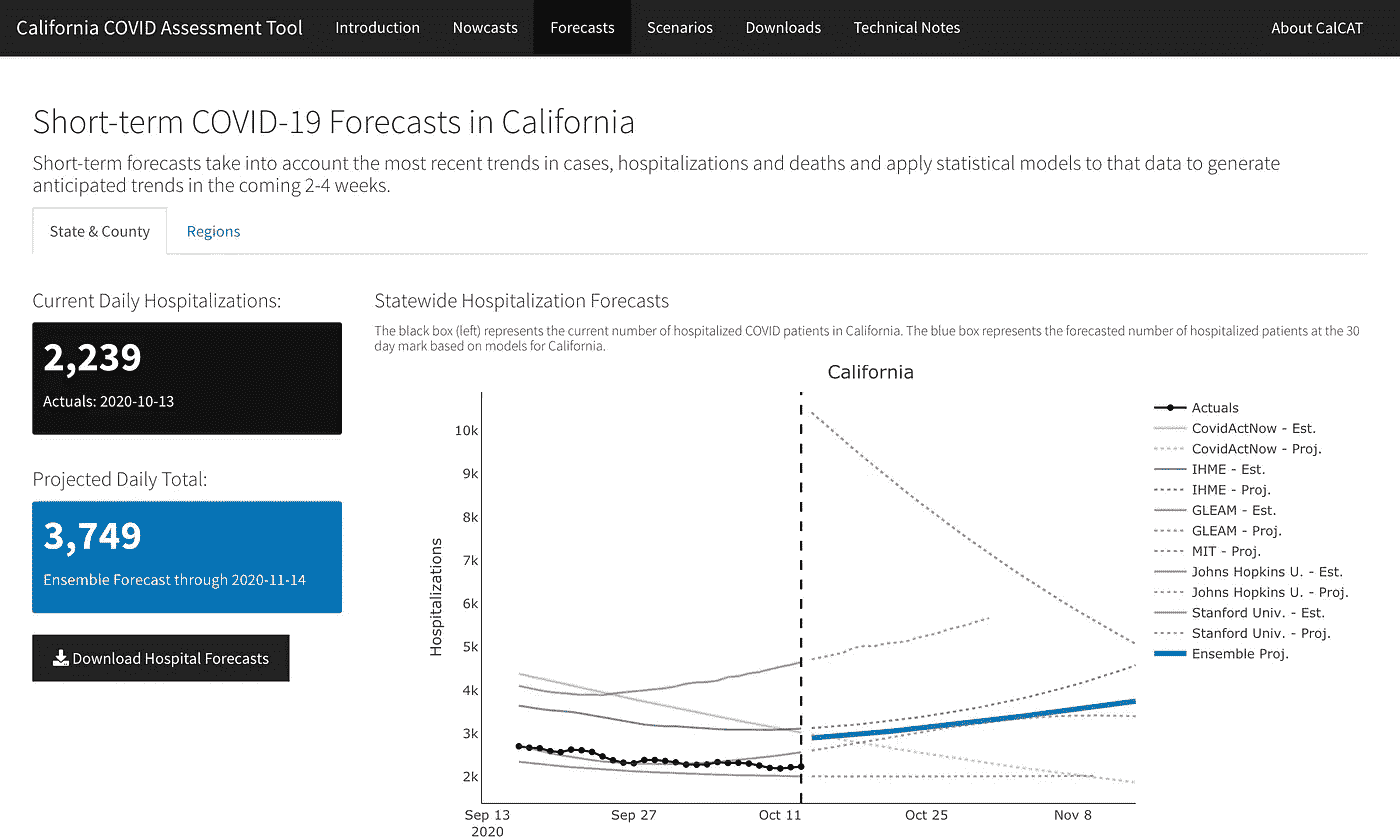 California COVID Assessment Tool Introduction Nowcasts Forecasts Scenarios Downloads Technical Notes About CalCAT
Short-term COVID-19 Forecasts in California
Short-term forecasts take into account the most recent trends in cases, hospitalizations and deaths and apply statistical models to that data to generate
anticipated trends in the coming 2-4 weeks.
State & County Regions
Current Daily Hospitalizations:
2,239
Actuals: 2020-10-13
Projected Daily Total:
3,749
Ensemble Forecast through 2020-11-14
Download Hospital Forecasts
Statewide Hospitalization Forecasts
The black box (left) represents the current number of hospitalized COVID patients in California. The blue box represents the forecasted number of hospitalized patients at the 30
day mark based on models for California.
California
Hospitalizations
10k
9k
8k
7k
6k
5k
4k
3k
2k
Sep 13 Sep 27 Oct 11 Oct 25 Nov 8
2020
Actuals
CovidActNow - Est.
CovidActNow - Proj.
IHME - Est.
IHME - Proj.
GLEAM - Est.
GLEAM - Proj.
MIT - Proj.
Johns Hopkins U. - Est.
Johns Hopkins U. - Proj.
Stanford Univ. - Est.
Stanford Univ. - Proj.
Ensemble Proj.